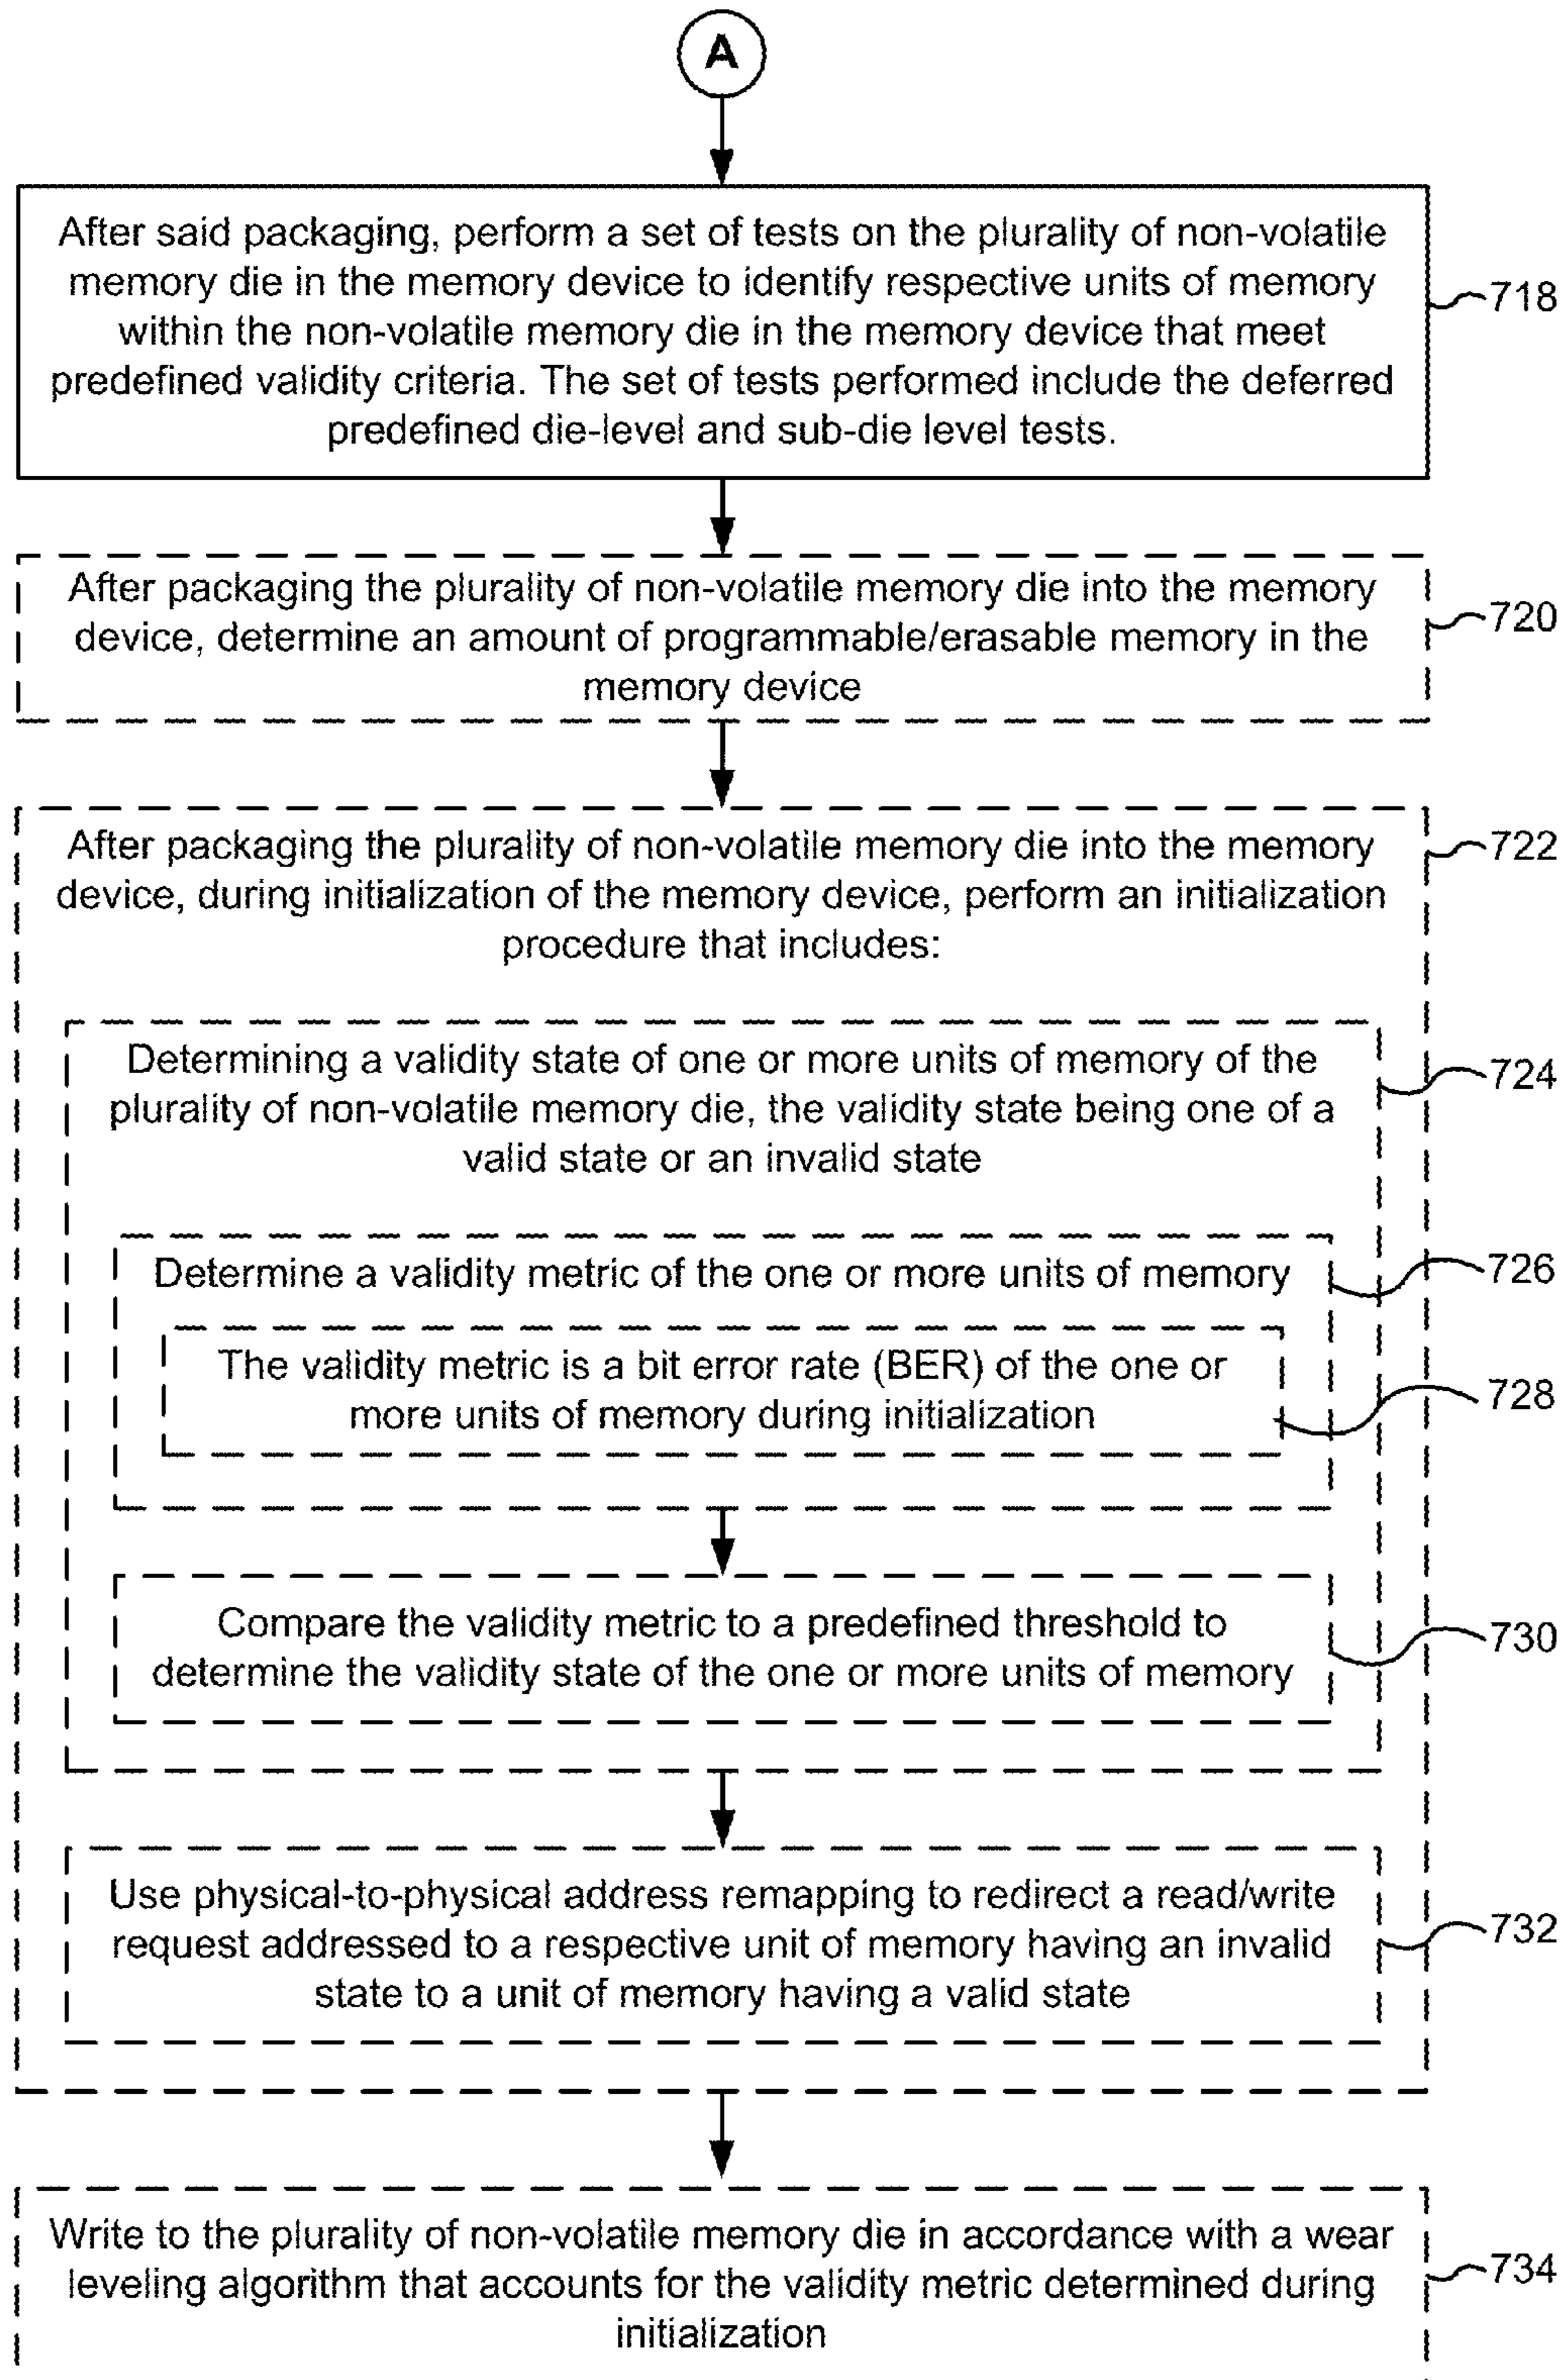 A
After said packaging, perform a set of tests on the plurality of non-volatile
memory die in the memory device to identify respective units of memory
within the non-volatile memory die in the memory device that meet
predefined validity criteria. The set of tests performed include the deferred
predefined die-level and sub-die level tests.
718
After packaging the plurality of non-volatile memory die into the memory
device, determine an amount of programmable/erasable memory in the
memory device
720
After packaging the plurality of non-volatile memory die into the memory
device, during initialization of the memory device, perform an initialization
procedure that includes:
722
Determining a validity state of one or more units of memory of the
plurality of non-volatile memory die, the validity state being one of a
valid state or an invalid state
724
Determine a validity metric of the one or more units of memory
726
The validity metric is a bit error rate (BER) of the one or
more units of memory during initialization
728
Compare the validity metric to a predefined threshold to
determine the validity state of the one or more units of memory
730
Use physical-to-physical address remapping to redirect a read/write
request addressed to a respective unit of memory having an invalid
state to a unit of memory having a valid state
732
Write to the plurality of non-volatile memory die in accordance with a wear
leveling algorithm that accounts for the validity metric determined during
initialization
734